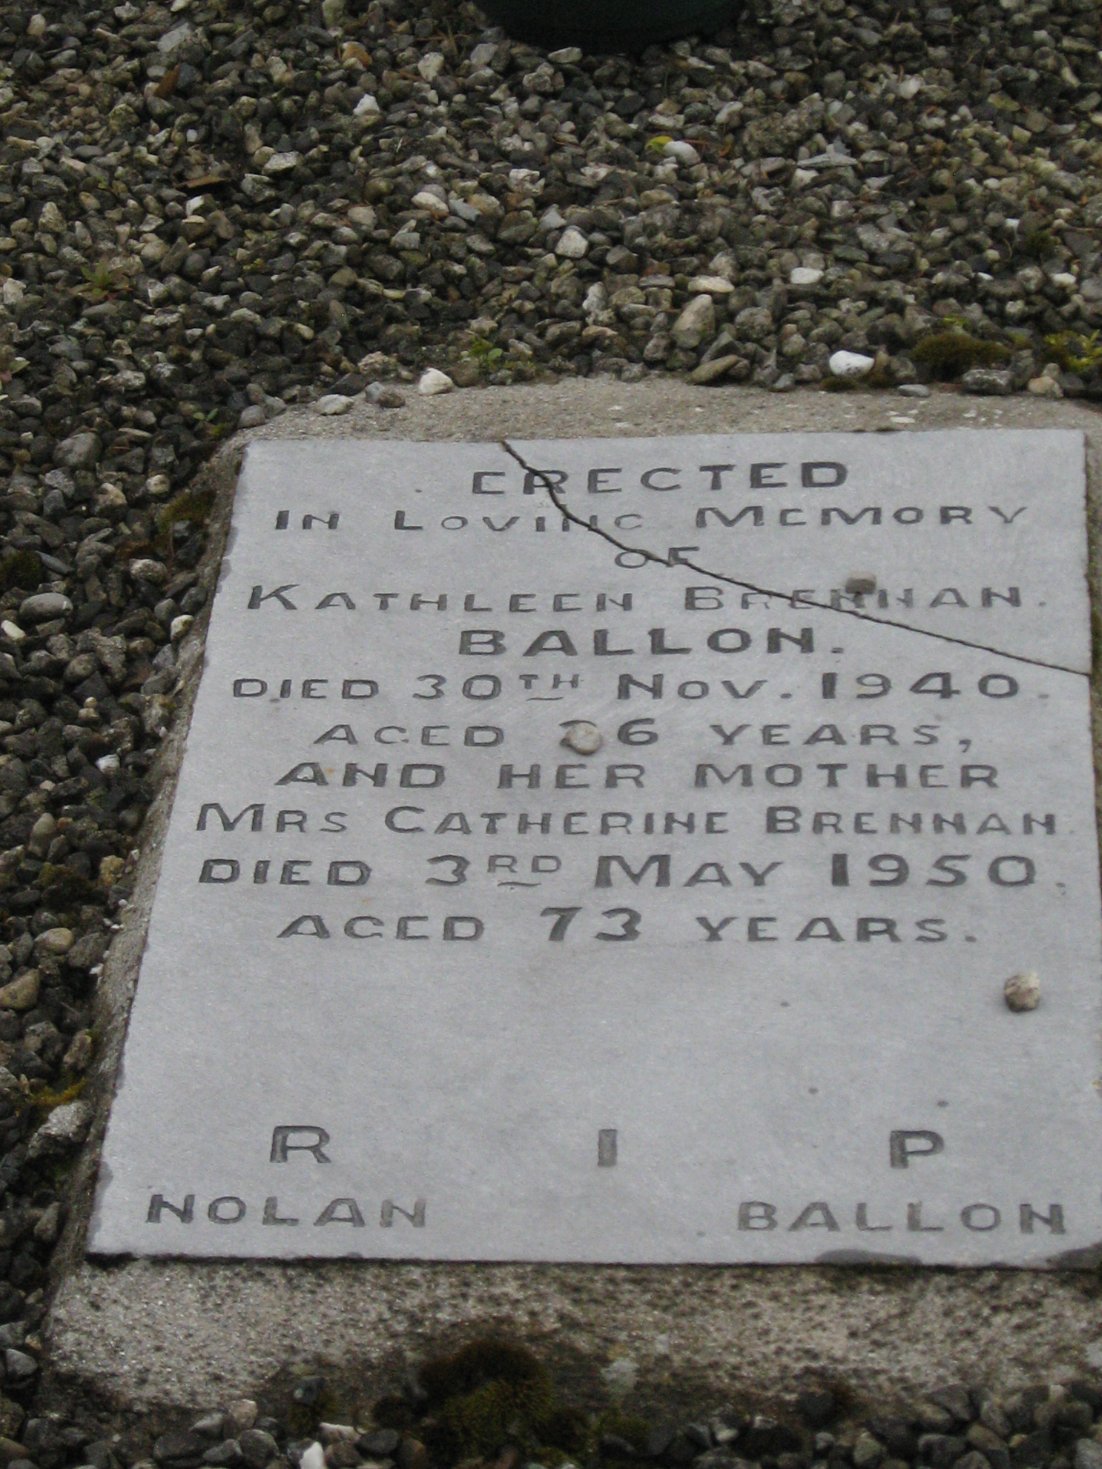 ERECTED
IN LOVING MEMORY
OF
KATHLEEN BRENNAN.
BALLON.
DIED 30TH NOV. 1940.
AGED YEARS,
AND HER MOTHER
MRS CATHERINE BRENNAN.
DIED 3RD MAY 1950.
AGED 73 YEARS.
R I P
NOLAN BALLON